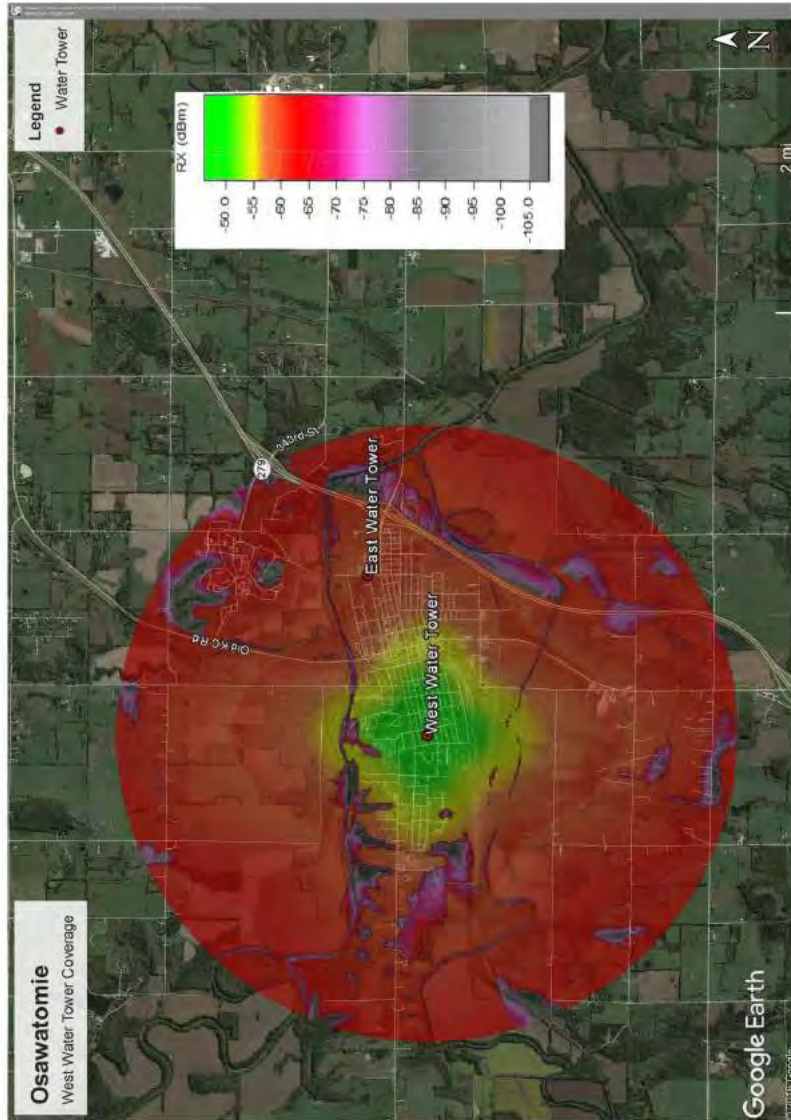 Osawatomie
West Water Tower Coverage
Legend
Water Tower
RX (dBm)
-50.0
-55
-60
-65
-70
-75
-80
-85
-90
-95
-100
-105.0
279
343rd-St
Old KC Rd
East Water Tower
West Water Tower
Google Earth
2 mi
N